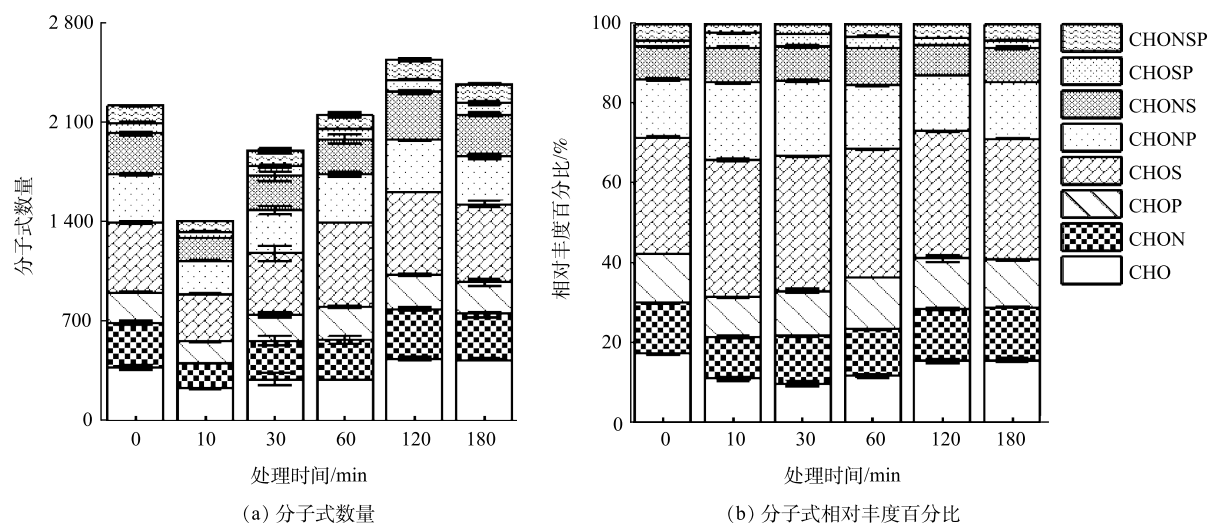 2 800
2 100
1 400
700
0
分子式数量
0 10 30 60 120 180
处理时间/min
(a) 分子式数量
100
80
60
40
20
0
相对丰度百分比/%
0 10 30 60 120 180
处理时间/min
(b) 分子式相对丰度百分比
CHONSP
CHOSP
CHONS
CHONP
CHOS
CHOP
CHON
CHO